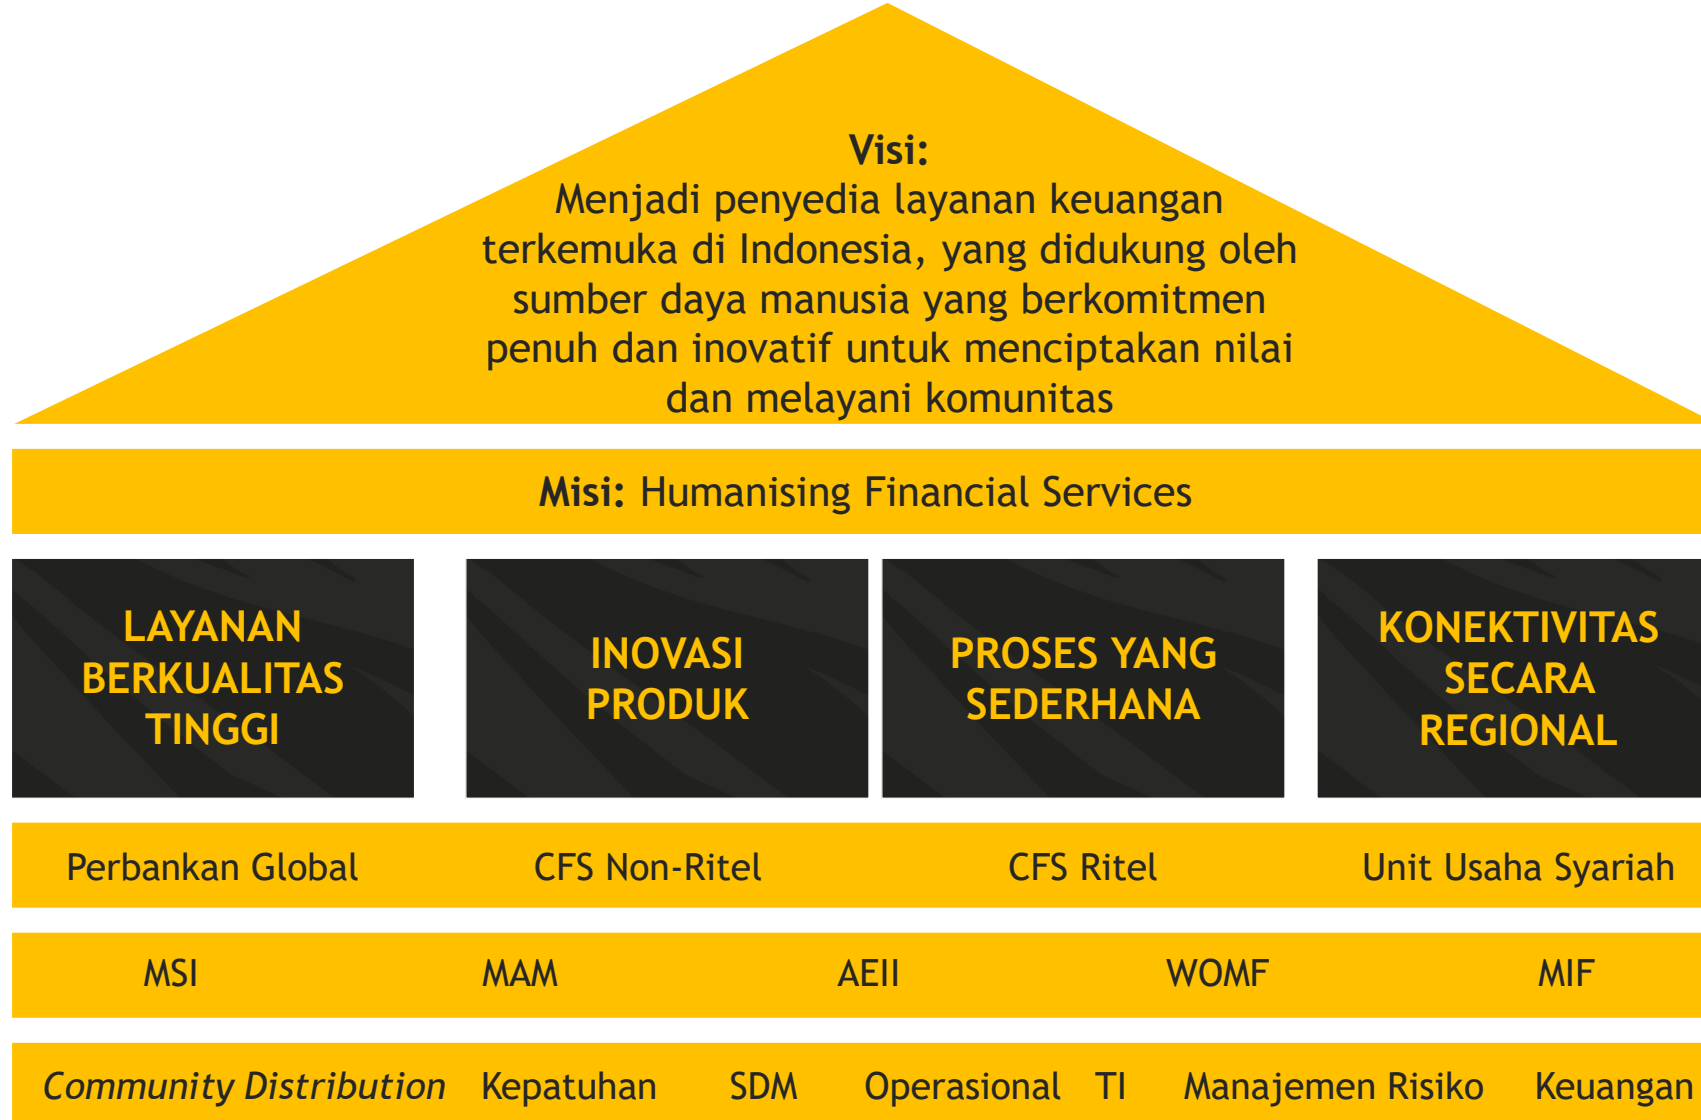 Visi:
Menjadi penyedia layanan keuangan
terkemuka di Indonesia, yang didukung oleh
sumber daya manusia yang berkomitmen
penuh dan inovatif untuk menciptakan nilai
dan melayani komunitas
Misi: Humanising Financial Services
LAYANAN
BERKUALITAS
TINGGI
INOVASI
PRODUK
PROSES YANG
SEDERHANA
KONEKTIVITAS
SECARA
REGIONAL
Perbankan Global CFS Non-Ritel CFS Ritel Unit Usaha Syariah
MSI MAM AEII WOMF MIF
Community Distribution Kepatuhan SDM Operasional TI Manajemen Risiko Keuangan